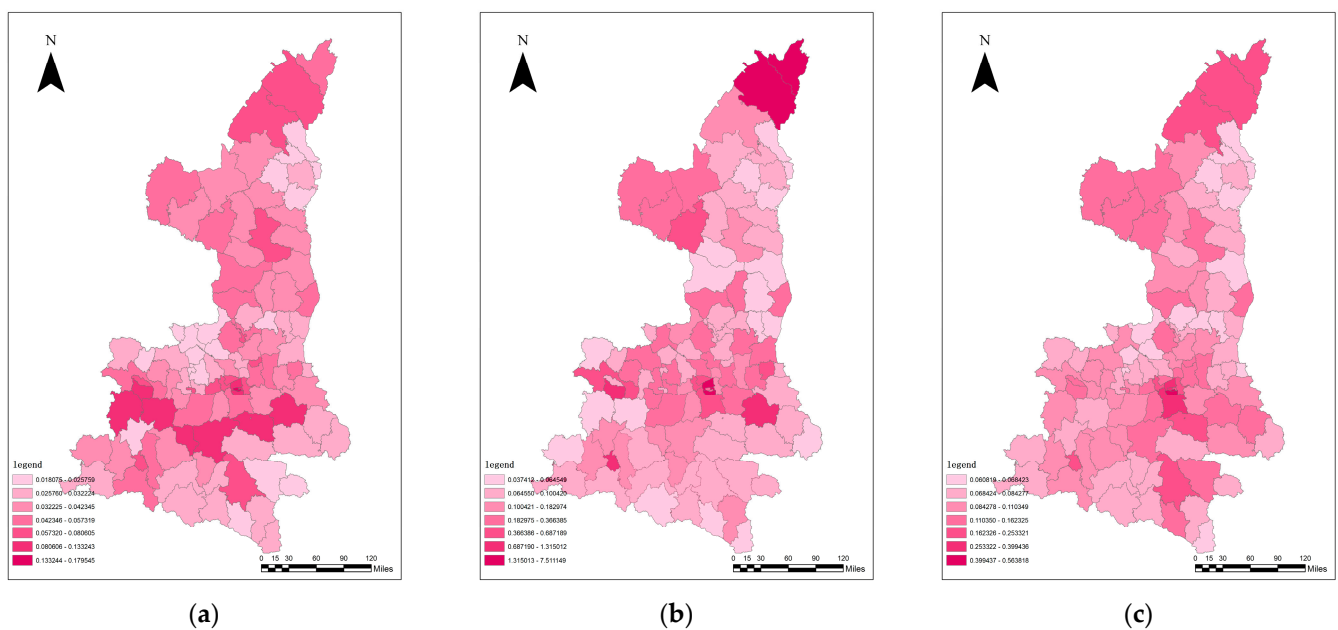 N
legend
0.018075 - 0.025759
0.025760 - 0.032224
0.032225 - 0.042345
0.042346 - 0.057319
0.057320 - 0.080605
0.080606 - 0.133243
0.133244 - 0.179545
0 15 30 60 90 120
Miles
(a)
N
legend
0.037412 - 0.064549
0.064550 - 0.100420
0.100421 - 0.182974
0.182975 - 0.366385
0.366386 - 0.687189
0.687190 - 1.315012
1.315013 - 7.511149
0 15 30 60 90 120
Miles
(b)
N
legend
0.060819 - 0.068423
0.068424 - 0.084277
0.084278 - 0.110349
0.110350 - 0.162325
0.162326 - 0.253321
0.253322 - 0.399436
0.399437 - 0.563818
0 15 30 60 90 120
Miles
(c)